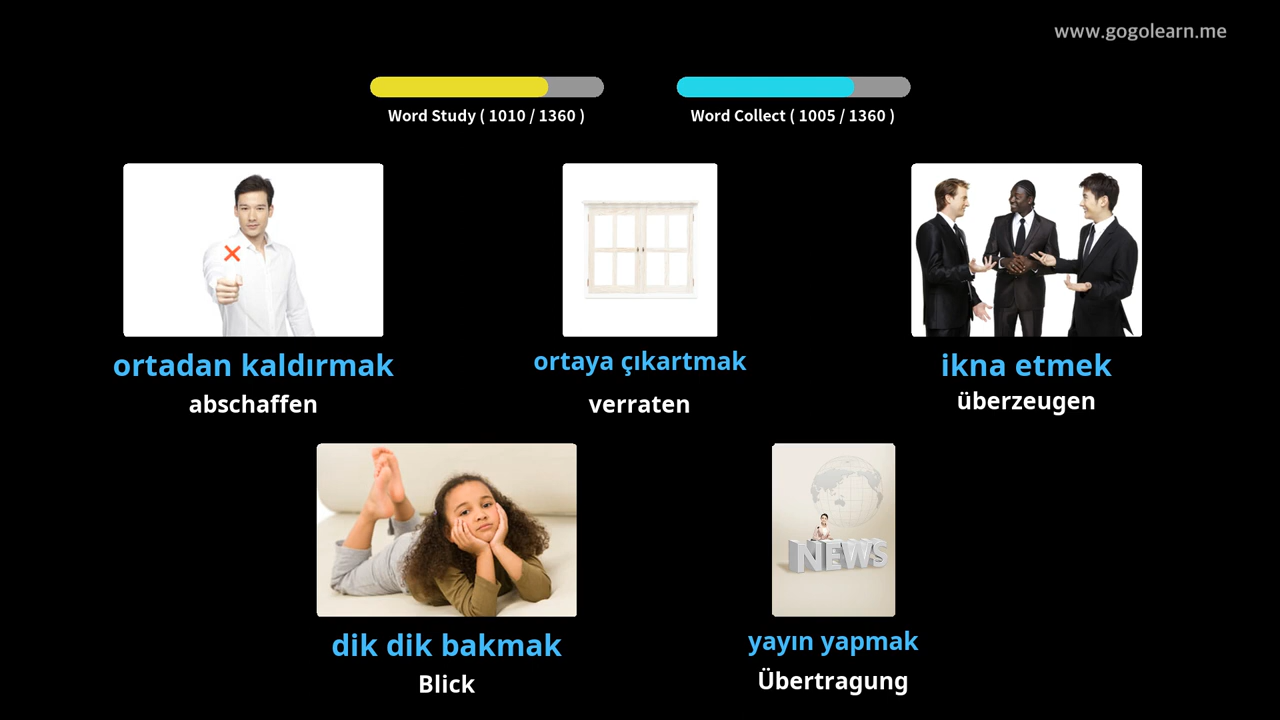 www.gogolearn.me
Word Study ( 1010 / 1360 )
Word Collect ( 1005 / 1360 )
ortadan kaldırmak
abschaffen
ortaya çıkartmak
verraten
ikna etmek
überzeugen
NEWS
dik dik bakmak
Blick
yayın yapmak
Übertragung